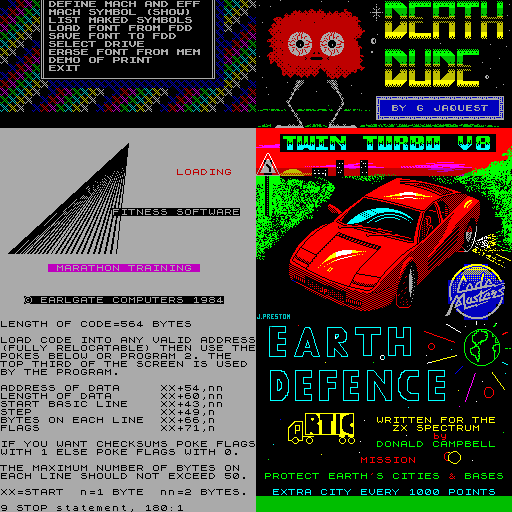 DEFINE MACH AND EFF
MACH SYMBOL (SHOW)
LIST MAKED SYMBOLS
LOAD FONT FROM FDD
SAVE FONT TO FDD
SELECT DRIVE
ERASE FONT FROM MEM
DEMO OF PRINT
EXIT
DEATH
DUDE
BY G JAQUEST
LOADING
FITNESS SOFTWARE
MARATHON TRAINING
© EARLGATE COMPUTERS 1984
TWIN TURBO V8
Code
Masters
J.PRESTON
LENGTH OF CODE=564 BYTES
LOAD CODE INTO ANY VALID ADDRESS
(FULLY RELOCATABLE) THEN USE THE
POKES BELOW OR PROGRAM 2. THE
TOP THIRD OF THE SCREEN IS USED
BY THE PROGRAM.
ADDRESS OF DATA XX+54,nn
LENGTH OF DATA XX+60,nn
START BASIC LINE XX+43,nn
STEP XX+49,n
BYTES ON EACH LINE XX+66,n
FLAGS XX+71,n
IF YOU WANT CHECKSUMS POKE FLAGS
WITH 1 ELSE POKE FLAGS WITH 0.
THE MAXIMUM NUMBER OF BYTES ON
EACH LINE SHOULD NOT EXCEED 50.
XX=START n=1 BYTE nn=2 BYTES.
9 STOP statement, 180:1
EARTH
DEFENCE
ARTIC
WRITTEN FOR THE
ZX SPECTRUM
by
DONALD CAMPBELL
MISSION
PROTECT EARTH'S CITIES & BASES
EXTRA CITY EVERY 1000 POINTS